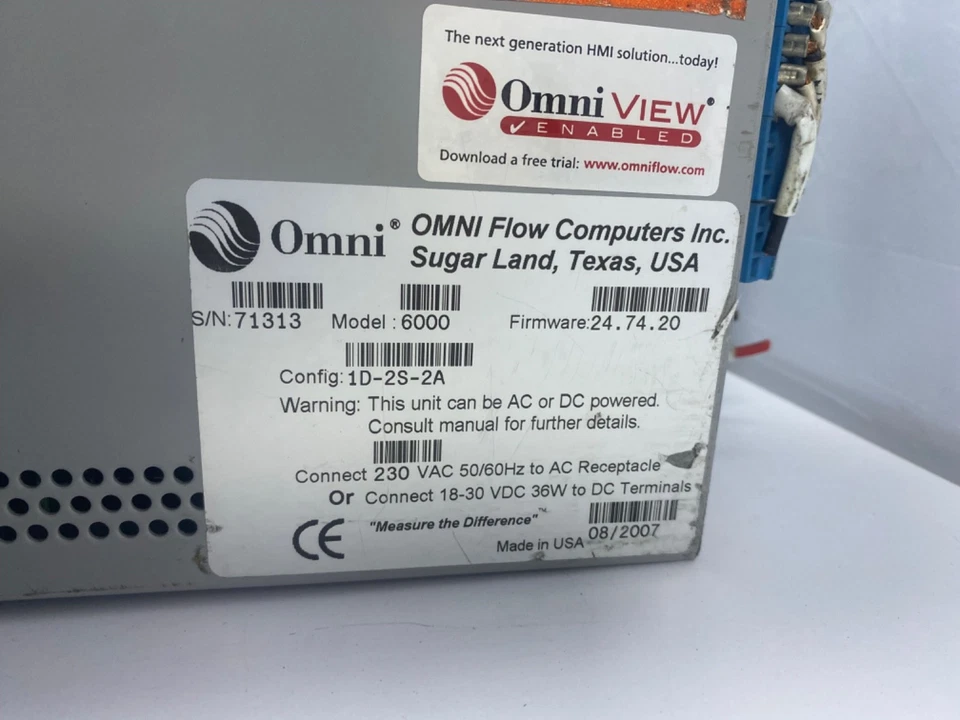 The next generation HMI solution...today!
Omni VIEW®
✓ENABLED
Download a free trial: www.omniflow.com
Omni® OMNI Flow Computers Inc.
Sugar Land, Texas, USA
S/N:71313 Model : 6000 Firmware:24.74.20
Config: 1D-2S-2A
Warning: This unit can be AC or DC powered.
Consult manual for further details.
Connect 230 VAC 50/60Hz to AC Receptacle
Or Connect 18-30 VDC 36W to DC Terminals
CE "Measure the Difference"™
Made in USA 08/2007